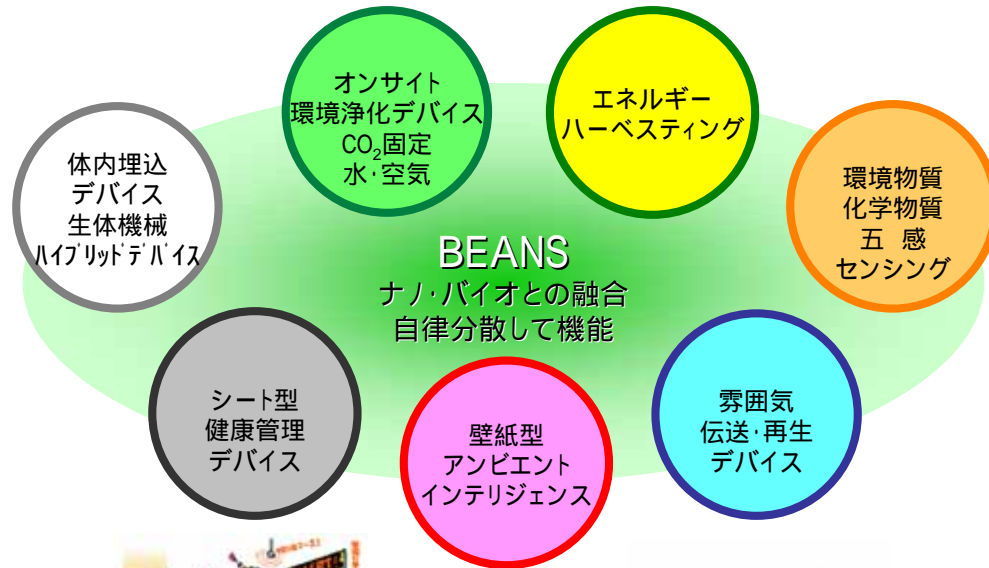 オンサイト
環境浄化デバイス
CO₂固定
水・空気
エネルギー
ハーベスティング
体内埋込
デバイス
生体機械
ハイブリッドデバイス
環境物質
化学物質
五 感
センシング
BEANS
ナノ・バイオとの融合
自律分散して機能
シート型
健康管理
デバイス
壁紙型
アンビエント
インテリジェンス
雰囲気
伝送・再生
デバイス